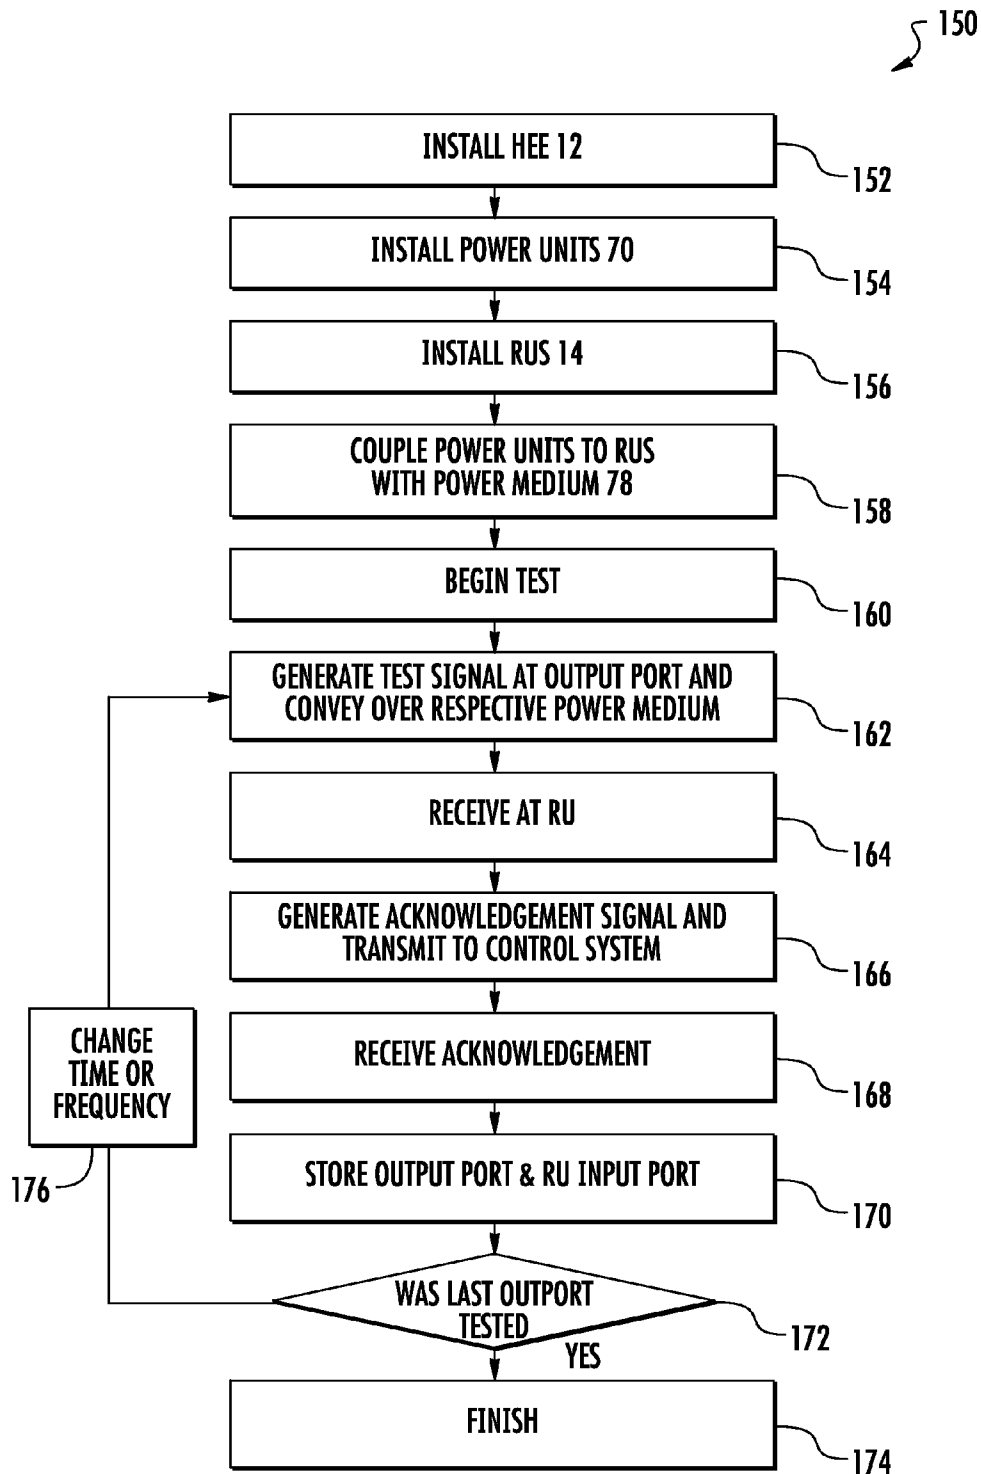 150
INSTALL HEE 12
152
INSTALL POWER UNITS 70
154
INSTALL RUS 14
156
COUPLE POWER UNITS TO RUS
WITH POWER MEDIUM 78
158
BEGIN TEST
160
GENERATE TEST SIGNAL AT OUTPUT PORT AND
CONVEY OVER RESPECTIVE POWER MEDIUM
162
RECEIVE AT RU
164
GENERATE ACKNOWLEDGEMENT SIGNAL AND
TRANSMIT TO CONTROL SYSTEM
166
CHANGE
TIME OR
FREQUENCY
176
RECEIVE ACKNOWLEDGEMENT
168
STORE OUTPUT PORT & RU INPUT PORT
170
WAS LAST OUTPORT
TESTED
172
YES
FINISH
174